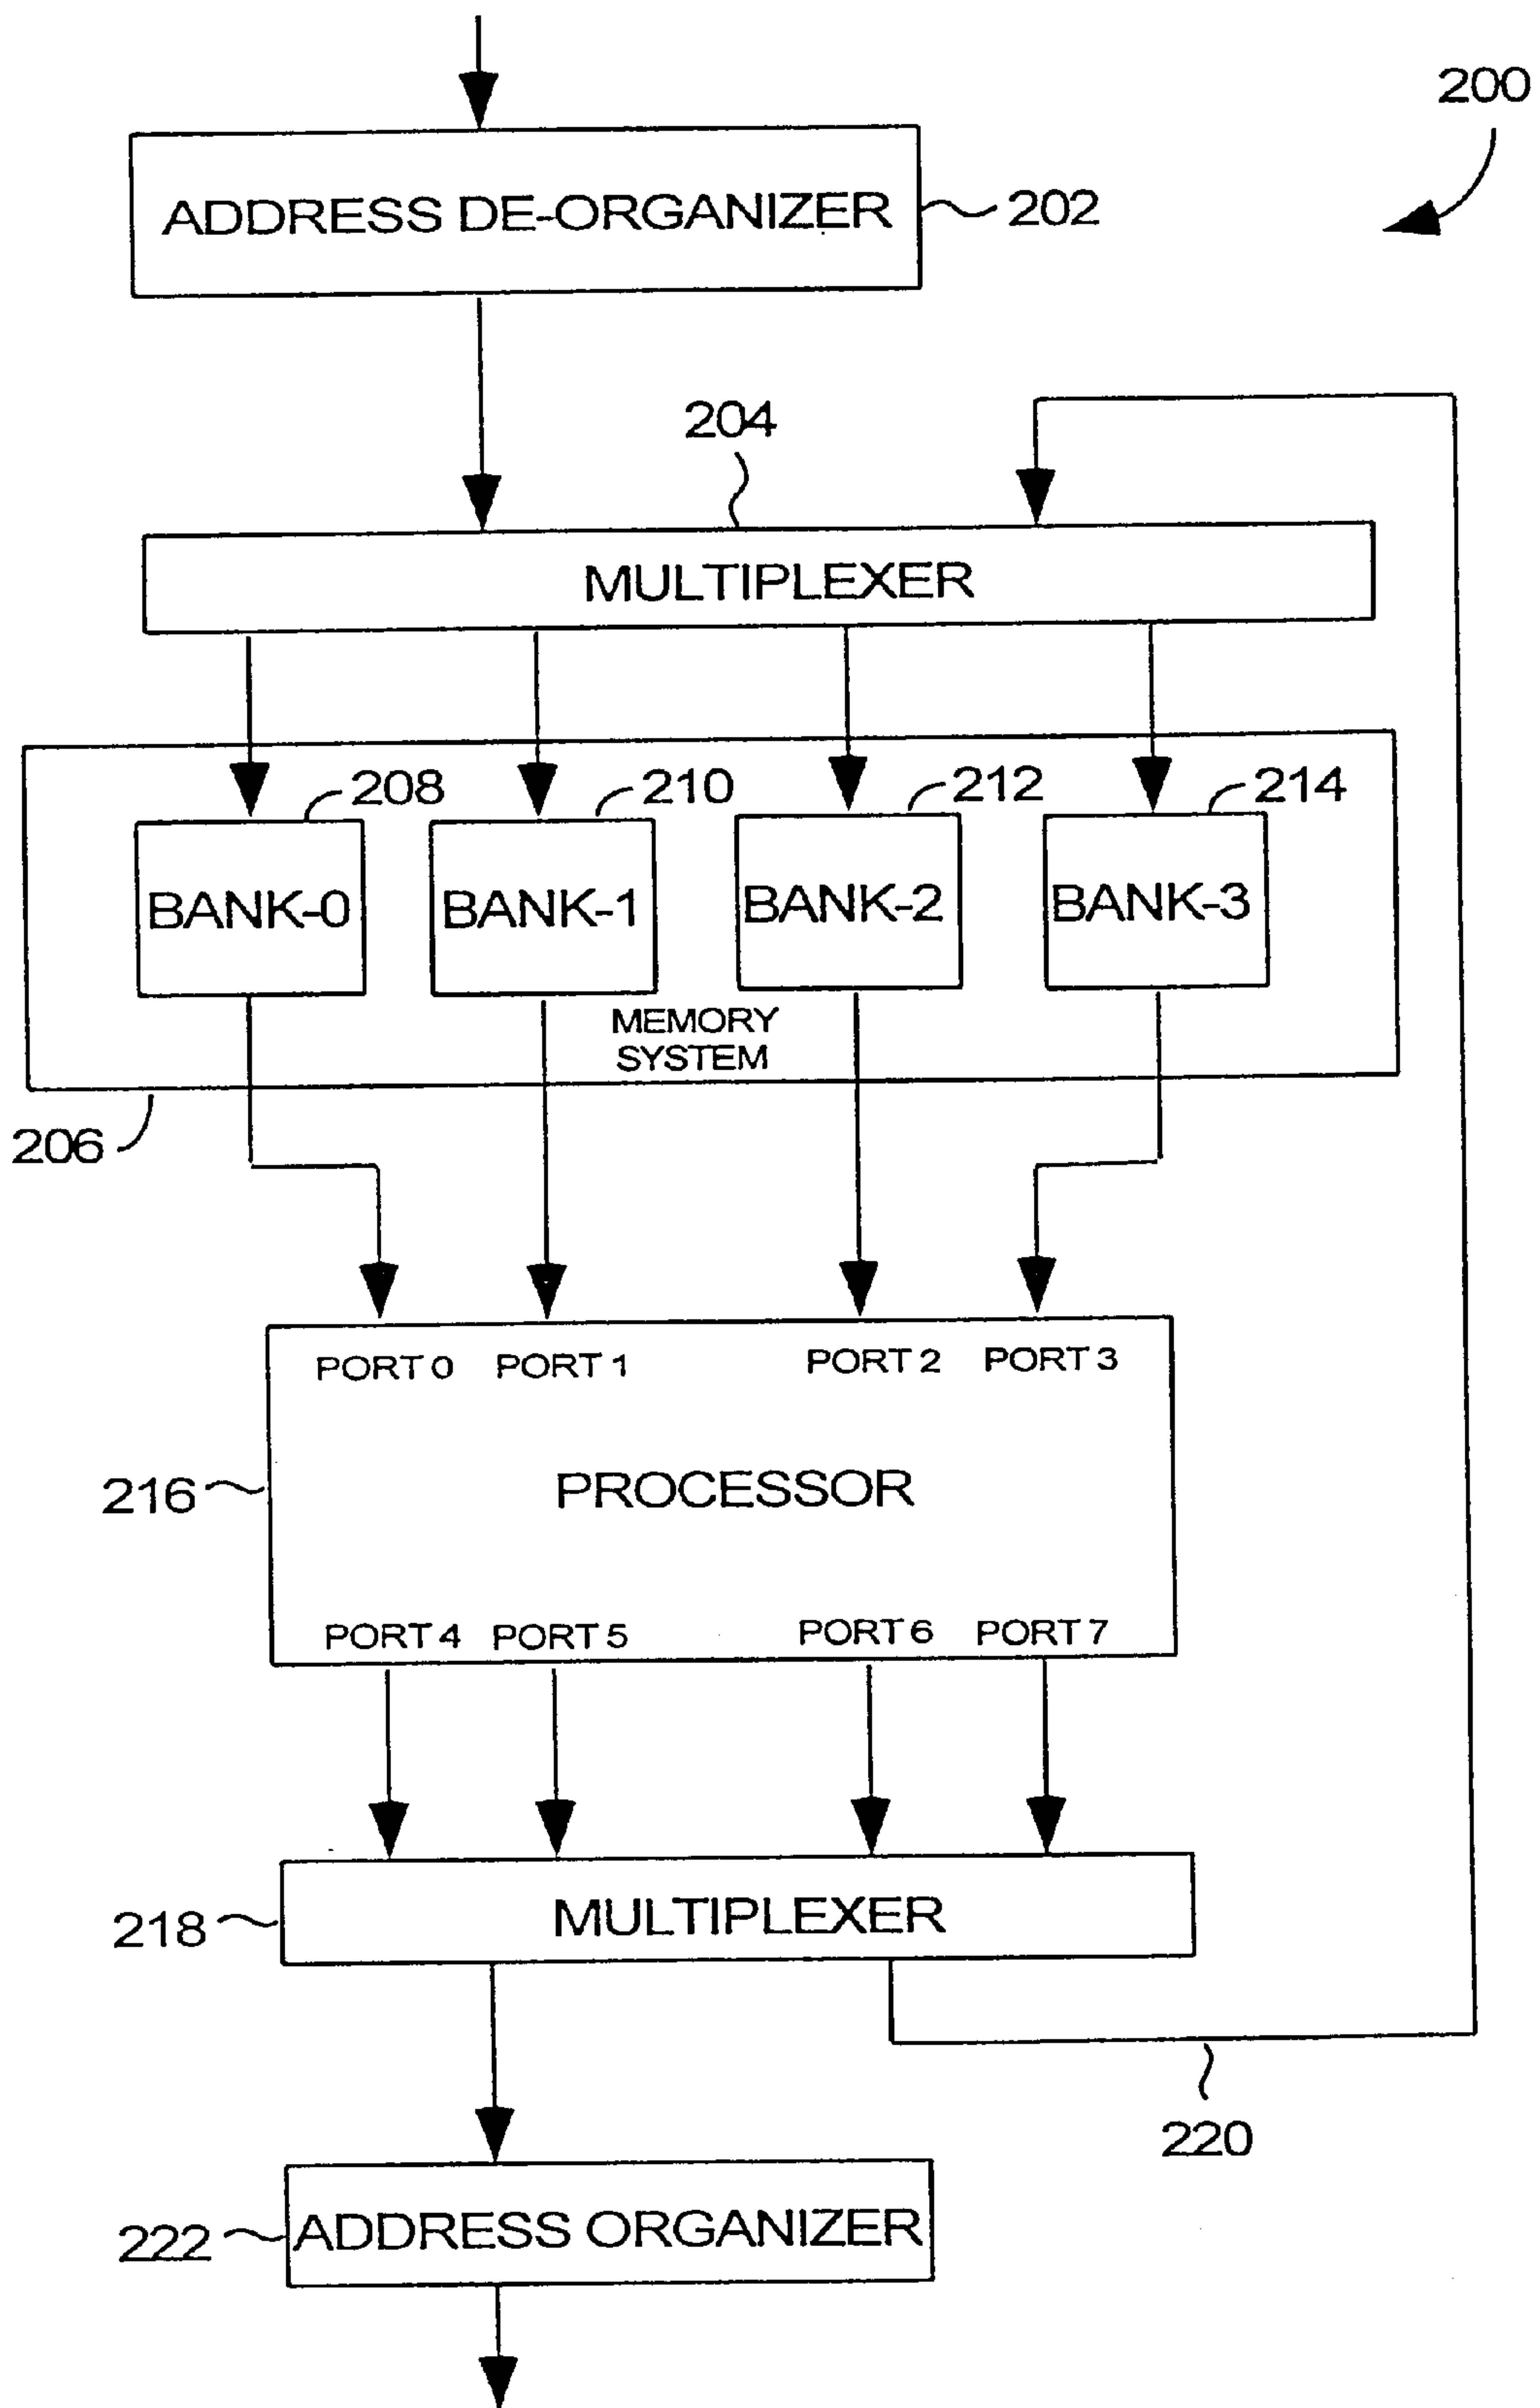 200
ADDRESS DE-ORGANIZER
202
204
MULTIPLEXER
208
210
212
214
BANK-0
BANK-1
BANK-2
BANK-3
MEMORY
SYSTEM
206
PORT 0
PORT 1
PORT 2
PORT 3
216
PROCESSOR
PORT 4
PORT 5
PORT 6
PORT 7
218
MULTIPLEXER
220
222
ADDRESS ORGANIZER